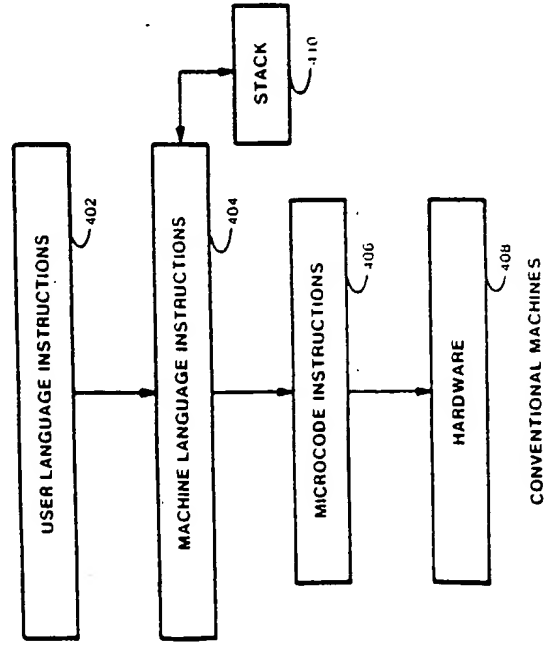 USER LANGUAGE INSTRUCTIONS
402
MACHINE LANGUAGE INSTRUCTIONS
404
STACK
410
MICROCODE INSTRUCTIONS
406
HARDWARE
408
CONVENTIONAL MACHINES